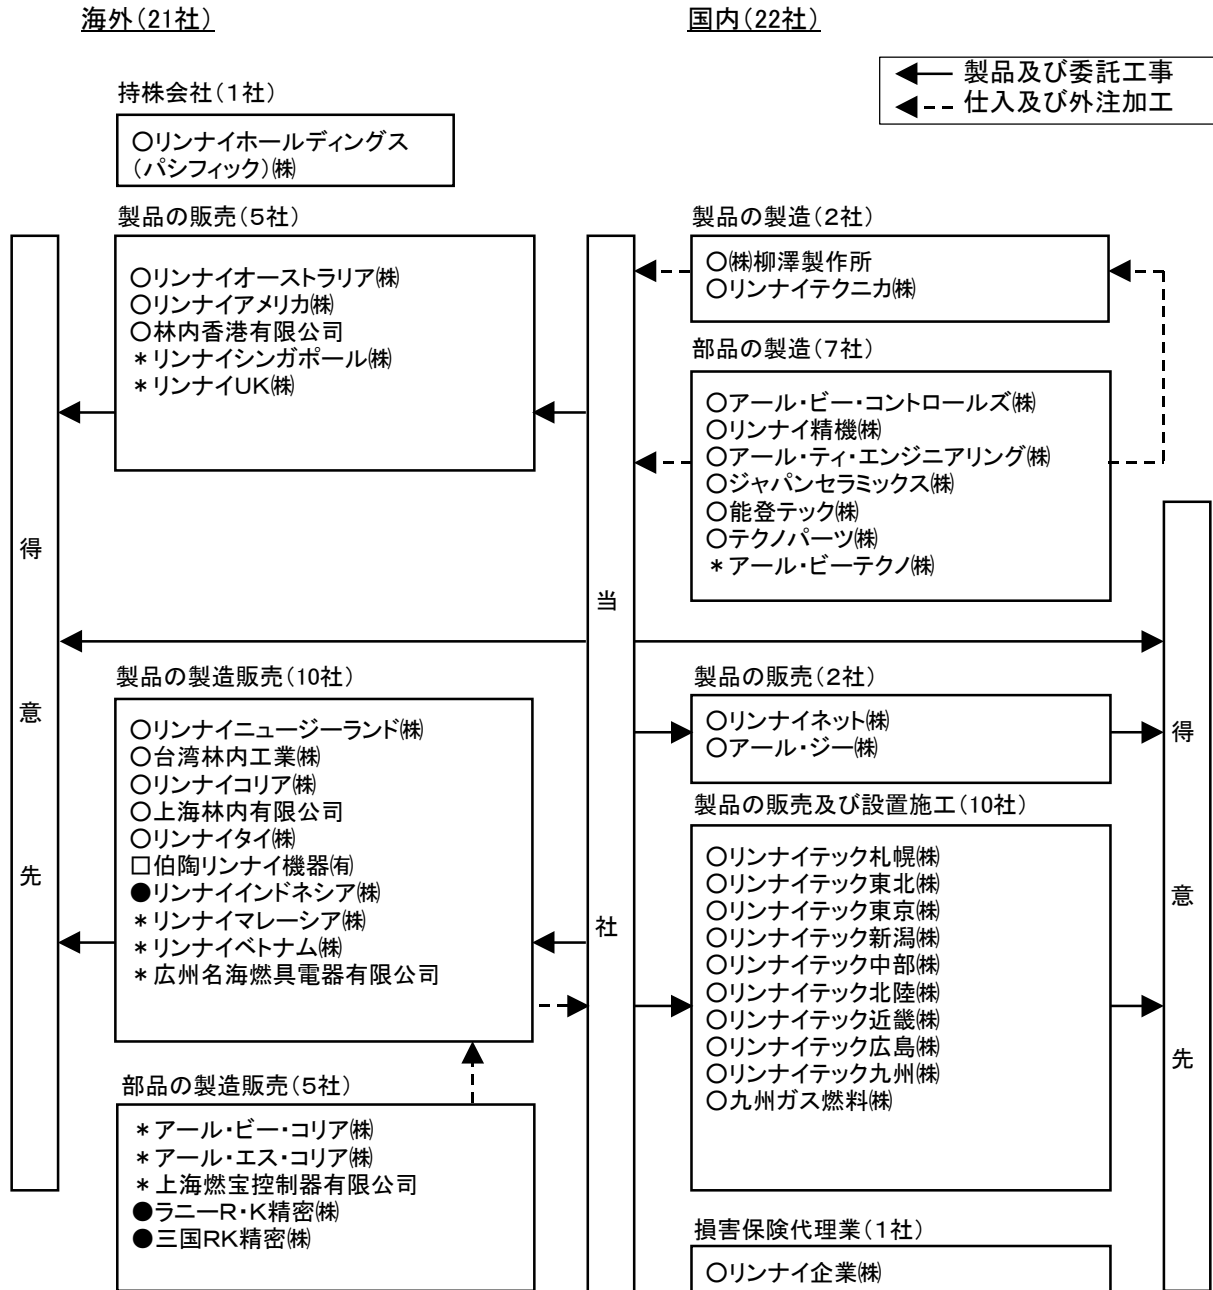 海外(21社)
持株会社(1社)
○リンナイホールディングス
(パシフィック)㈱
製品の販売(5社)
○リンナイオーストラリア㈱
○リンナイアメリカ㈱
○林内香港有限公司
＊リンナイシンガポール㈱
＊リンナイUK㈱
得意先
製品の製造販売(10社)
○リンナイニュージーランド㈱
○台湾林内工業㈱
○リンナイコリア㈱
○上海林内有限公司
○リンナイタイ㈱
□伯陶リンナイ機器㈲
●リンナイインドネシア㈱
＊リンナイマレーシア㈱
＊リンナイベトナム㈱
＊広州名海燃具電器有限公司
部品の製造販売(5社)
＊アール・ビー・コリア㈱
＊アール・エス・コリア㈱
＊上海燃宝控制器有限公司
●ラニーR・K精密㈱
●三国RK精密㈱
当社
国内(22社)
製品及び委託工事
仕入及び外注加工
製品の製造(2社)
○㈱柳澤製作所
○リンナイテクニカ㈱
部品の製造(7社)
○アール・ビー・コントロールズ㈱
○リンナイ精機㈱
○アール・ティ・エンジニアリング㈱
○ジャパンセラミックス㈱
○能登テック㈱
○テクノパーツ㈱
＊アール・ビーテクノ㈱
製品の販売(2社)
○リンナイネット㈱
○アール・ジー㈱
製品の販売及び設置施工(10社)
○リンナイテック札幌㈱
○リンナイテック東北㈱
○リンナイテック東京㈱
○リンナイテック新潟㈱
○リンナイテック中部㈱
○リンナイテック北陸㈱
○リンナイテック近畿㈱
○リンナイテック広島㈱
○リンナイテック九州㈱
○九州ガス燃料㈱
損害保険代理業(1社)
○リンナイ企業㈱
得意先